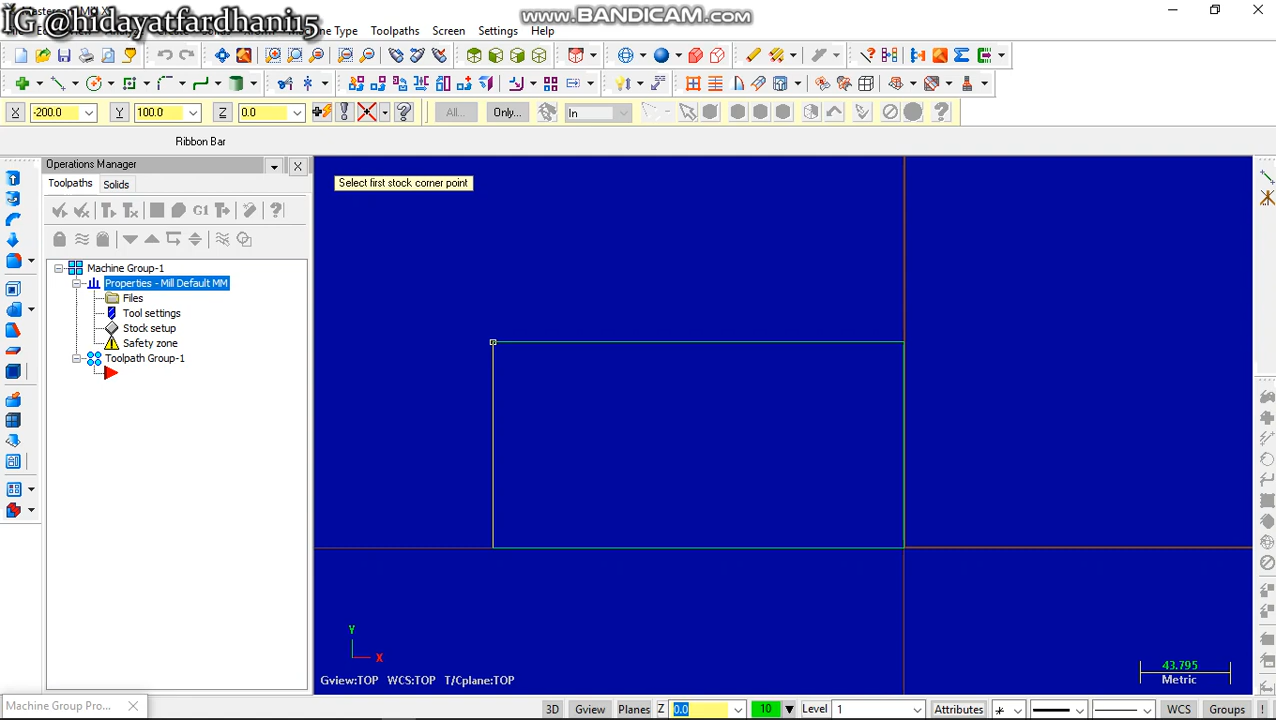 IG @hidayatfardhani15
www.BANDICAM.com
Machine Type
Toolpaths
Screen
Settings
Help
X
-200.0
Y
100.0
Z
0.0
All...
Only...
In
Ribbon Bar
Operations Manager
Toolpaths
Solids
G1
Select first stock corner point
Machine Group-1
Properties - Mill Default MM
Files
Tool settings
Stock setup
Safety zone
Toolpath Group-1
Y
X
43.795
Metric
Gview:TOP WCS:TOP T/Cplane:TOP
Machine Group Pro...
3D
Gview
Planes
Z
0.0
10
Level
1
Attributes
WCS
Groups
!